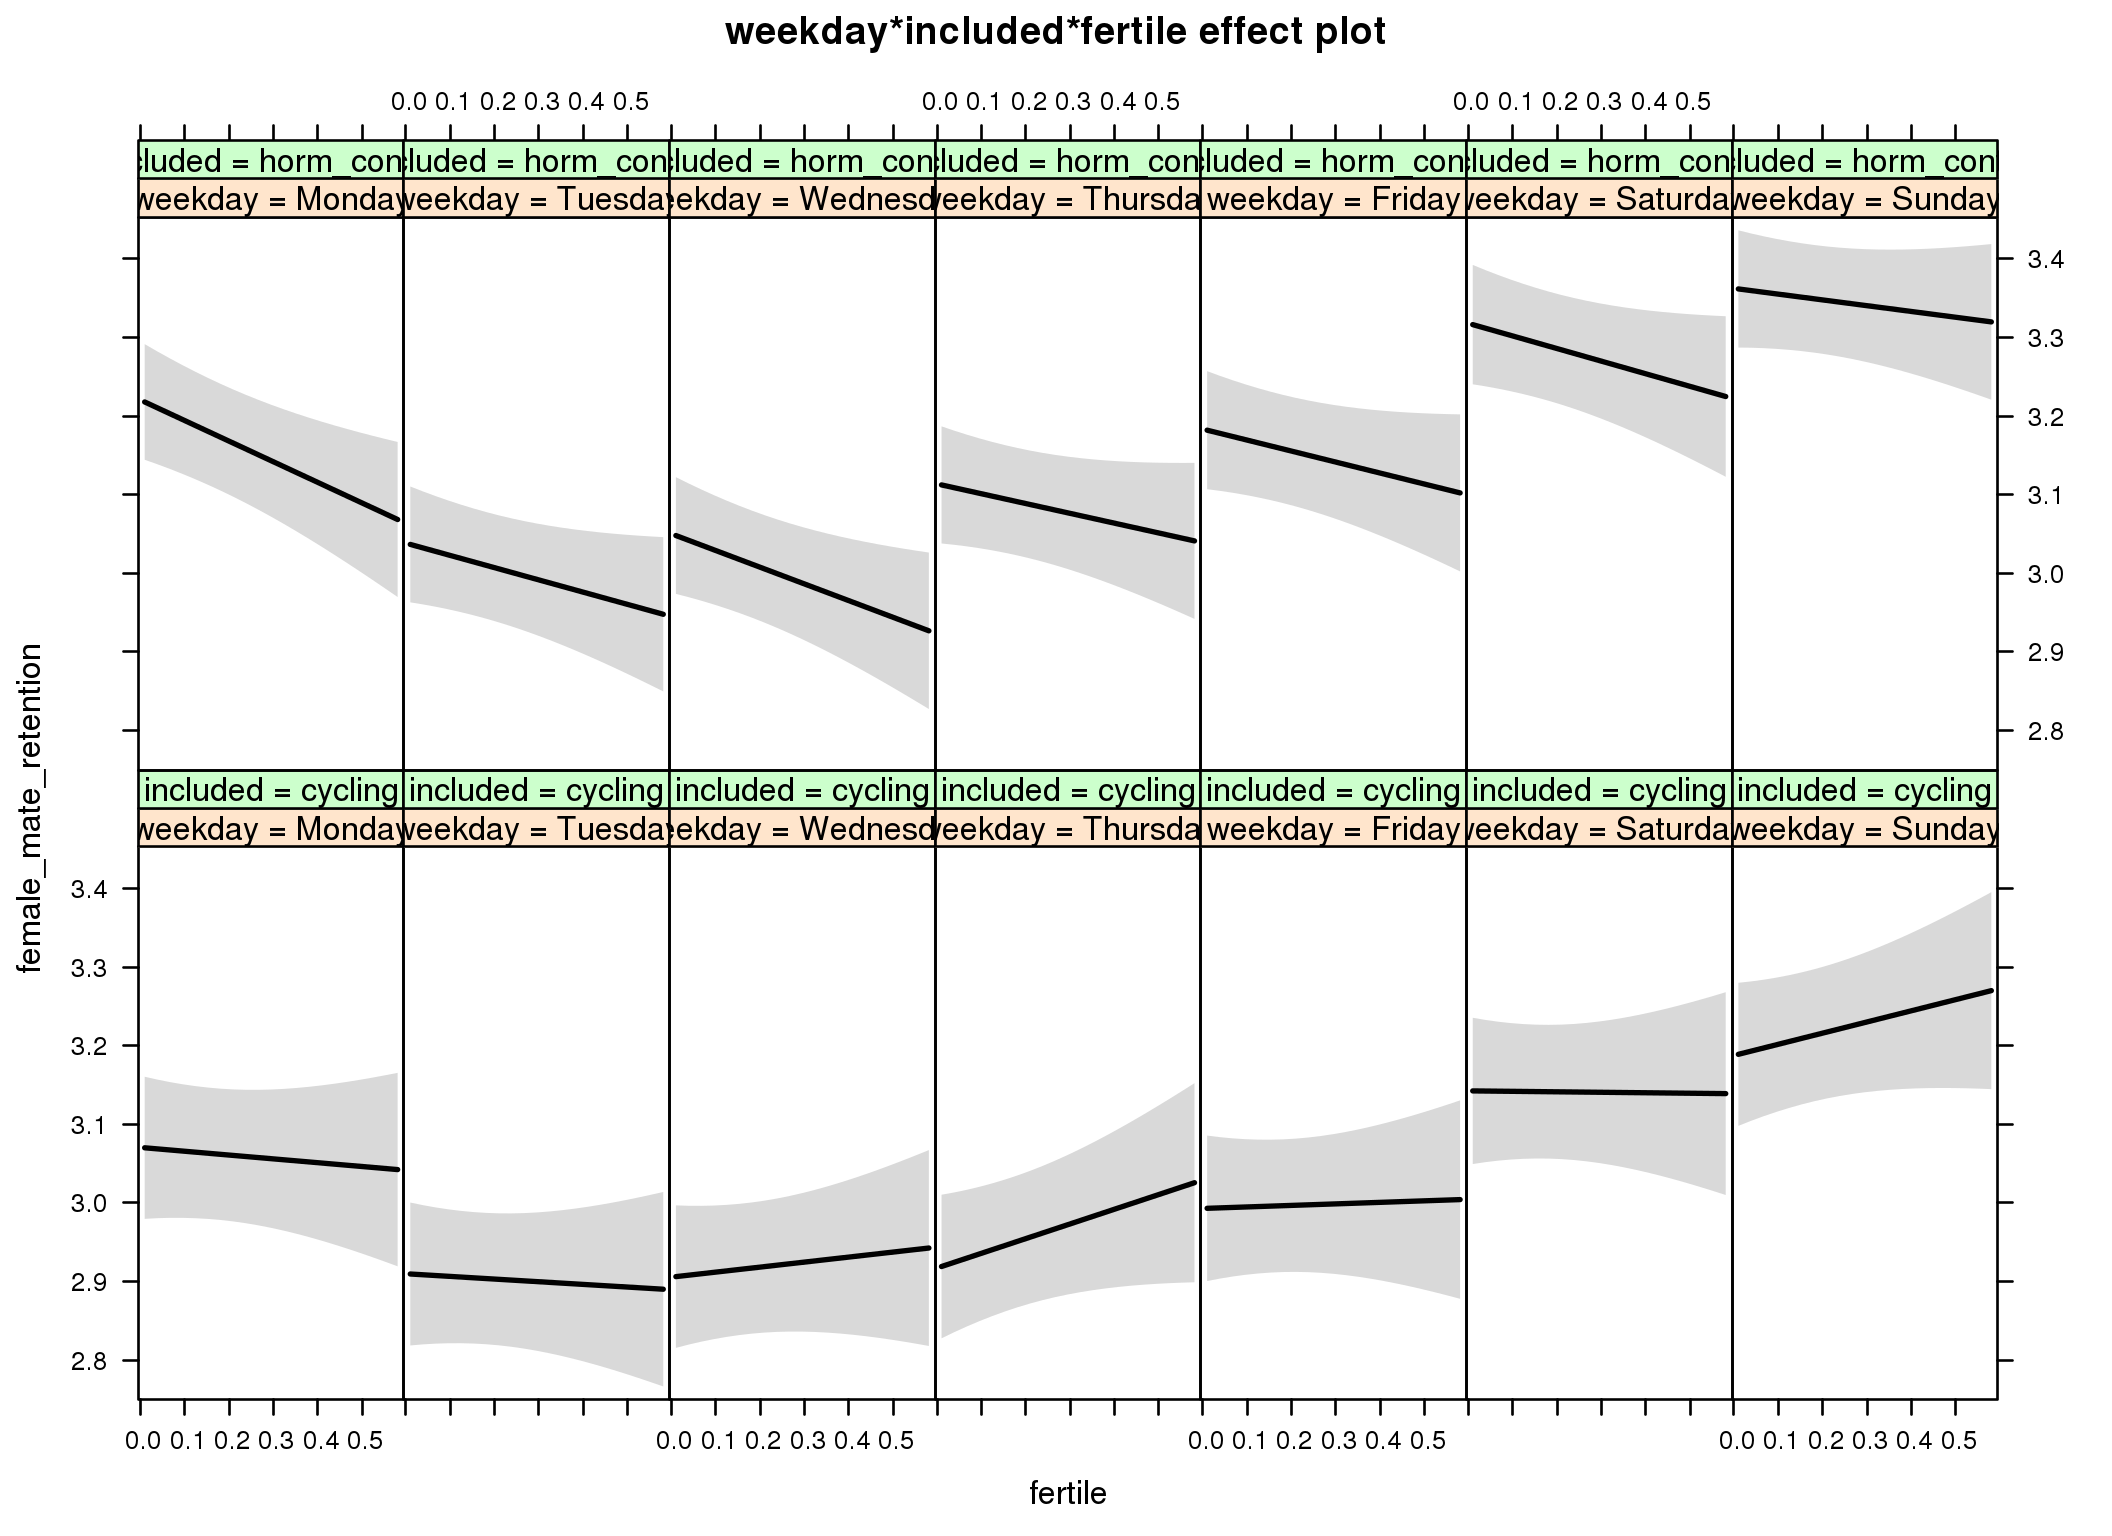 weekday*included*fertile effect plot
0.0 0.1 0.2 0.3 0.4 0.5 0.0 0.1 0.2 0.3 0.4 0.5 0.0 0.1 0.2 0.3 0.4 0.5
cluded = horm_con cluded = horm_con cluded = horm_con cluded = horm_con cluded = horm_con cluded = horm_con cluded = horm_con
weekday = Monday weekday = Tuesday eekday = Wednesd weekday = Thursda weekday = Friday weekday = Saturda weekday = Sunday
3.4
3.3
3.2
3.1
3.0
2.9
2.8
female_mate_retention
included = cycling included = cycling included = cycling included = cycling included = cycling included = cycling included = cycling
weekday = Monday weekday = Tuesday eekday = Wednesd weekday = Thursda weekday = Friday weekday = Saturda weekday = Sunday
3.4
3.3
3.2
3.1
3.0
2.9
2.8
0.0 0.1 0.2 0.3 0.4 0.5 0.0 0.1 0.2 0.3 0.4 0.5 0.0 0.1 0.2 0.3 0.4 0.5 0.0 0.1 0.2 0.3 0.4 0.5
fertile